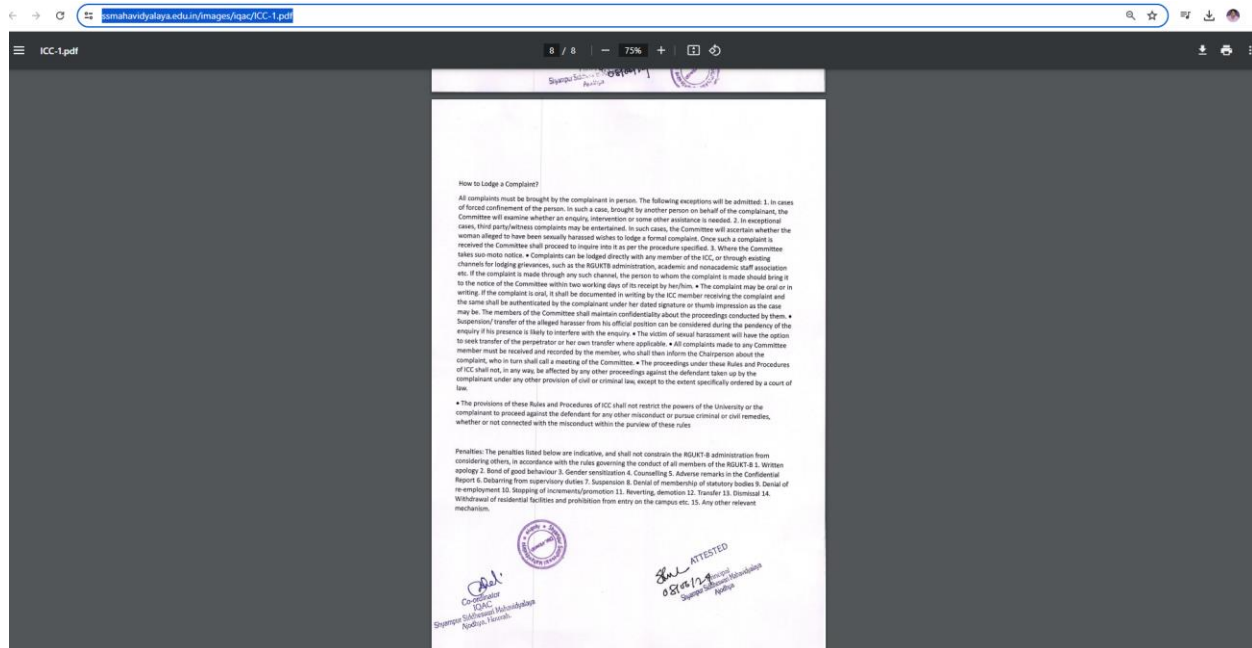 ssmahavidyalaya.edu.in/images/iqac/ICC-1.pdf
ICC-1.pdf
8 / 8
75%
How to Lodge a Complaint?
All complaints must be brought by the complainant in person. The following exceptions will be admitted: 1. In cases
of forced confinement of the person. In such a case, brought by another person on behalf of the complainant, the
Committee will examine whether an enquiry, intervention or some other assistance is needed. 2. In exceptional
cases, third party/witness complaints may be entertained. In such cases, the Committee will ascertain whether the
woman alleged to have been sexually harassed wishes to lodge a formal complaint. Once such a complaint is
received the Committee shall proceed to inquire into it as per the procedure specified. 3. Where the Committee
takes suo-moto notice. • Complaints can be lodged directly with any member of the ICC, or through existing
channels for lodging grievances, such as the RGUKTB administration, academic and nonacademic staff association
etc. If the complaint is made through any such channel, the person to whom the complaint is made should bring it
to the notice of the Committee within two working days of its receipt by her/him. • The complaint may be oral or in
writing. If the complaint is oral, it shall be documented in writing by the ICC member receiving the complaint and
the same shall be authenticated by the complainant under her dated signature or thumb impression as the case
may be. The members of the Committee shall maintain confidentiality about the proceedings conducted by them. •
Suspension/ transfer of the alleged harasser from his official position can be considered during the pendency of the
enquiry if his presence is likely to interfere with the enquiry. • The victim of sexual harassment will have the option
to seek transfer of the perpetrator or her own transfer where applicable. • All complaints made to any Committee
member must be received and recorded by the member, who shall then inform the Chairperson about the
complaint, who in turn shall call a meeting of the Committee. • The proceedings under these Rules and Procedures
of ICC shall not, in any way, be affected by any other proceedings against the defendant taken up by the
complainant under any other provision of civil or criminal law, except to the extent specifically ordered by a court of
law.
• The provisions of these Rules and Procedures of ICC shall not restrict the powers of the University or the
complainant to proceed against the defendant for any other misconduct or pursue criminal or civil remedies,
whether or not connected with the misconduct within the purview of these rules
Penalties: The penalties listed below are indicative, and shall not constrain the RGUKT-B administration from
considering others, in accordance with the rules governing the conduct of all members of the RGUKT-B 1. Written
apology 2. Bond of good behaviour 3. Gender sensitization 4. Counselling 5. Adverse remarks in the Confidential
Report 6. Debarring from supervisory duties 7. Suspension 8. Denial of membership of statutory bodies 9. Denial of
re-employment 10. Stopping of increments/promotion 11. Reverting, demotion 12. Transfer 13. Dismissal 14.
Withdrawal of residential facilities and prohibition from entry on the campus etc. 15. Any other relevant
mechanism.
Co-ordinator
IQAC
Shyampur Siddheswari Mahavidyalaya
Ajodhya, Howrah.
ATTESTED
Principal
Shyampur Siddheswari Mahavidyalaya
Ajodhya